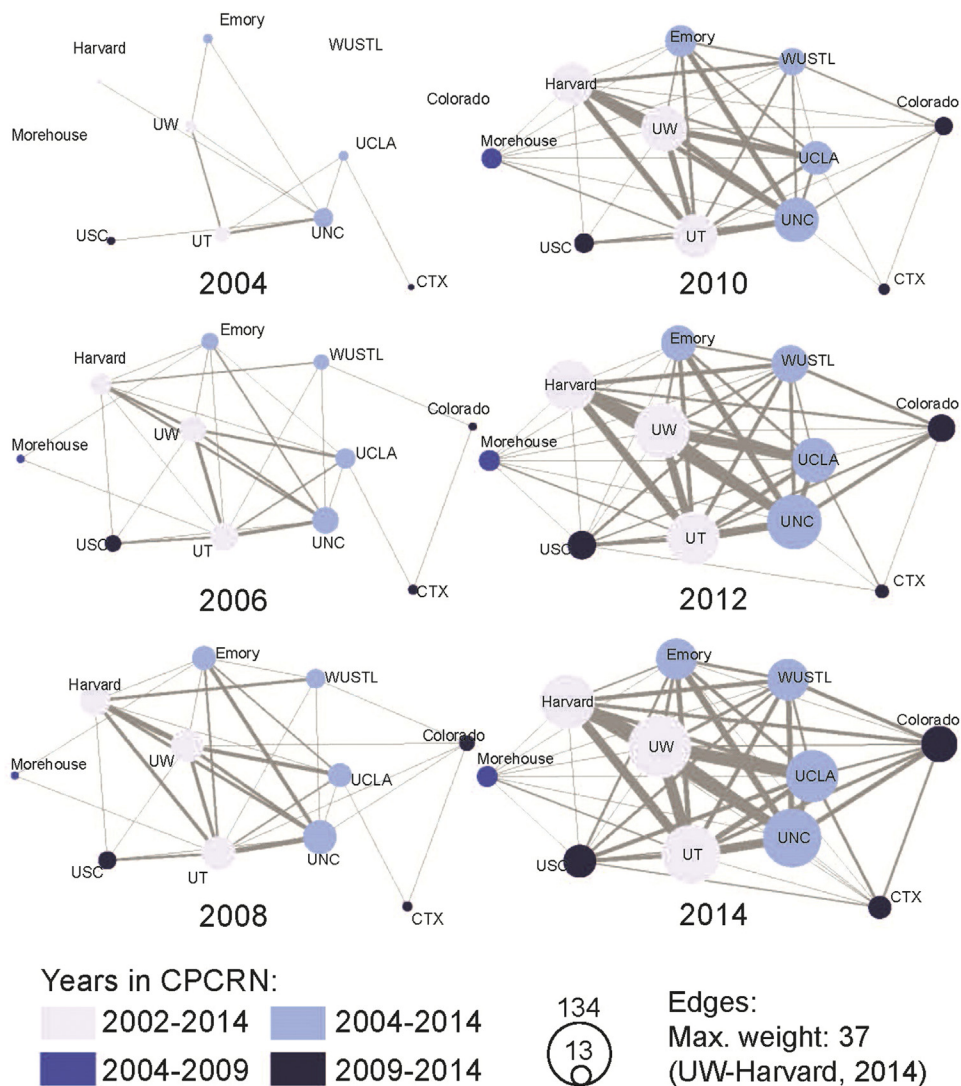 Emory
WUSTL
Harvard
Colorado
Morehouse
UW
UCLA
USC
UT
UNC
CTX
2004
Emory
WUSTL
Harvard
Colorado
Morehouse
UW
UCLA
USC
UT
UNC
CTX
2010
Emory
Harvard
WUSTL
Colorado
Morehouse
UW
UCLA
USC
UT
UNC
CTX
2006
Emory
WUSTL
Harvard
Colorado
Morehouse
UW
UCLA
USC
UT
UNC
CTX
2012
Emory
WUSTL
Harvard
Colorado
Morehouse
UW
UCLA
USC
UT
UNC
CTX
2008
Emory
WUSTL
Harvard
Colorado
Morehouse
UW
UCLA
USC
UT
UNC
CTX
2014
Years in CPCRN:
2002-2014
2004-2014
2004-2009
2009-2014
134
13
Edges:
Max. weight: 37
(UW-Harvard, 2014)